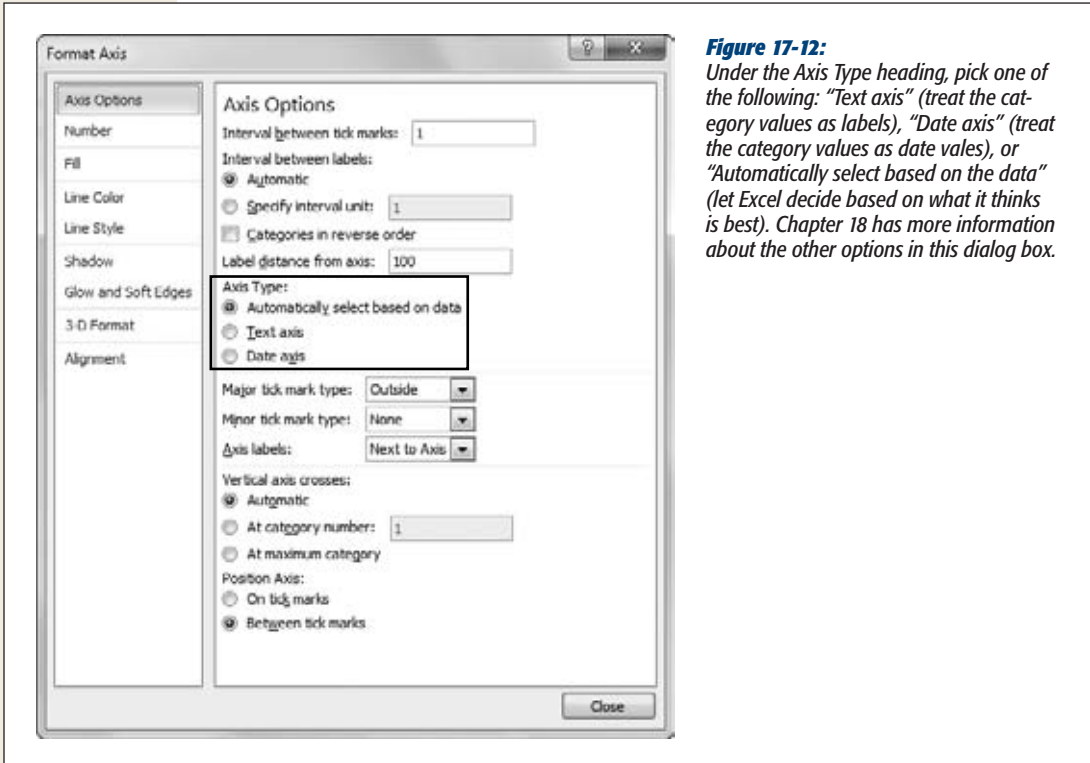 Format Axis
Axis Options
Number
Fill
Line Color
Line Style
Shadow
Glow and Soft Edges
3-D Format
Alignment
Axis Options
Interval between tick marks: 1
Interval between labels:
Automatic
Specify interval unit: 1
Categories in reverse order
Label distance from axis: 100
Axis Type:
Automatically select based on data
Text axis
Date axis
Major tick mark type: Outside
Minor tick mark type: None
Axis labels: Next to Axis
Vertical axis crosses:
Automatic
At category number: 1
At maximum category
Position Axis:
On tick marks
Between tick marks
Close
Figure 17-12:
Under the Axis Type heading, pick one of
the following: “Text axis” (treat the cat-
egory values as labels), “Date axis” (treat
the category values as date vales), or
“Automatically select based on the data”
(let Excel decide based on what it thinks
is best). Chapter 18 has more information
about the other options in this dialog box.